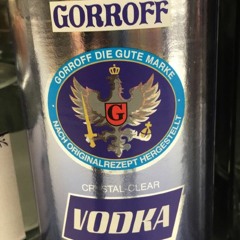 GORROFF
GORROFF DIE GUTE MARKE
G
NACH ORIGINALREZEPT HERGESTELLT
CRYSTAL-CLEAR
VODKA